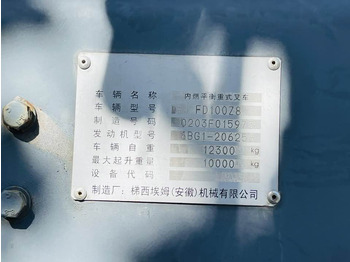 车辆名称 内燃平衡重式叉车
车辆型号 FD100Z8
制造编号 0203F0159
发动机型号
车辆自重 12300 kg
最大起升重量 10000 kg
设备代码
制造厂:梯西埃姆(安徽)机械有限公司